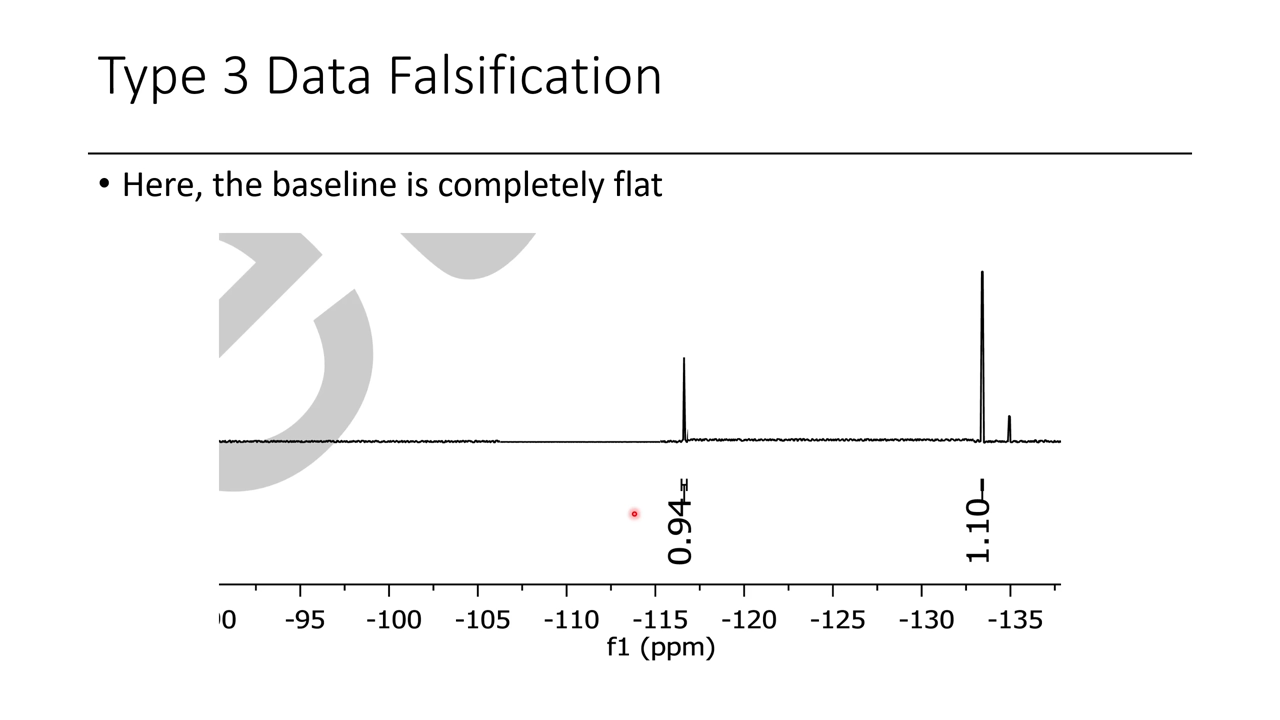 Type 3 Data Falsification
• Here, the baseline is completely flat
0.94
1.10
-95 -100 -105 -110 -115 -120 -125 -130 -135
f1 (ppm)